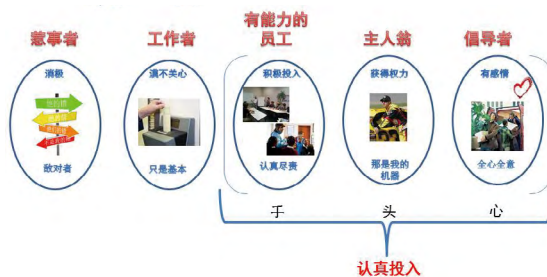 惹事者
工作者
有能力的
员工
主人翁
倡导者
消极
敌对者
漠不关心
只是基本
积极投入
认真尽责
获得权力
那是我的
机器
有感情
全心全意
手
头
心
认真投入